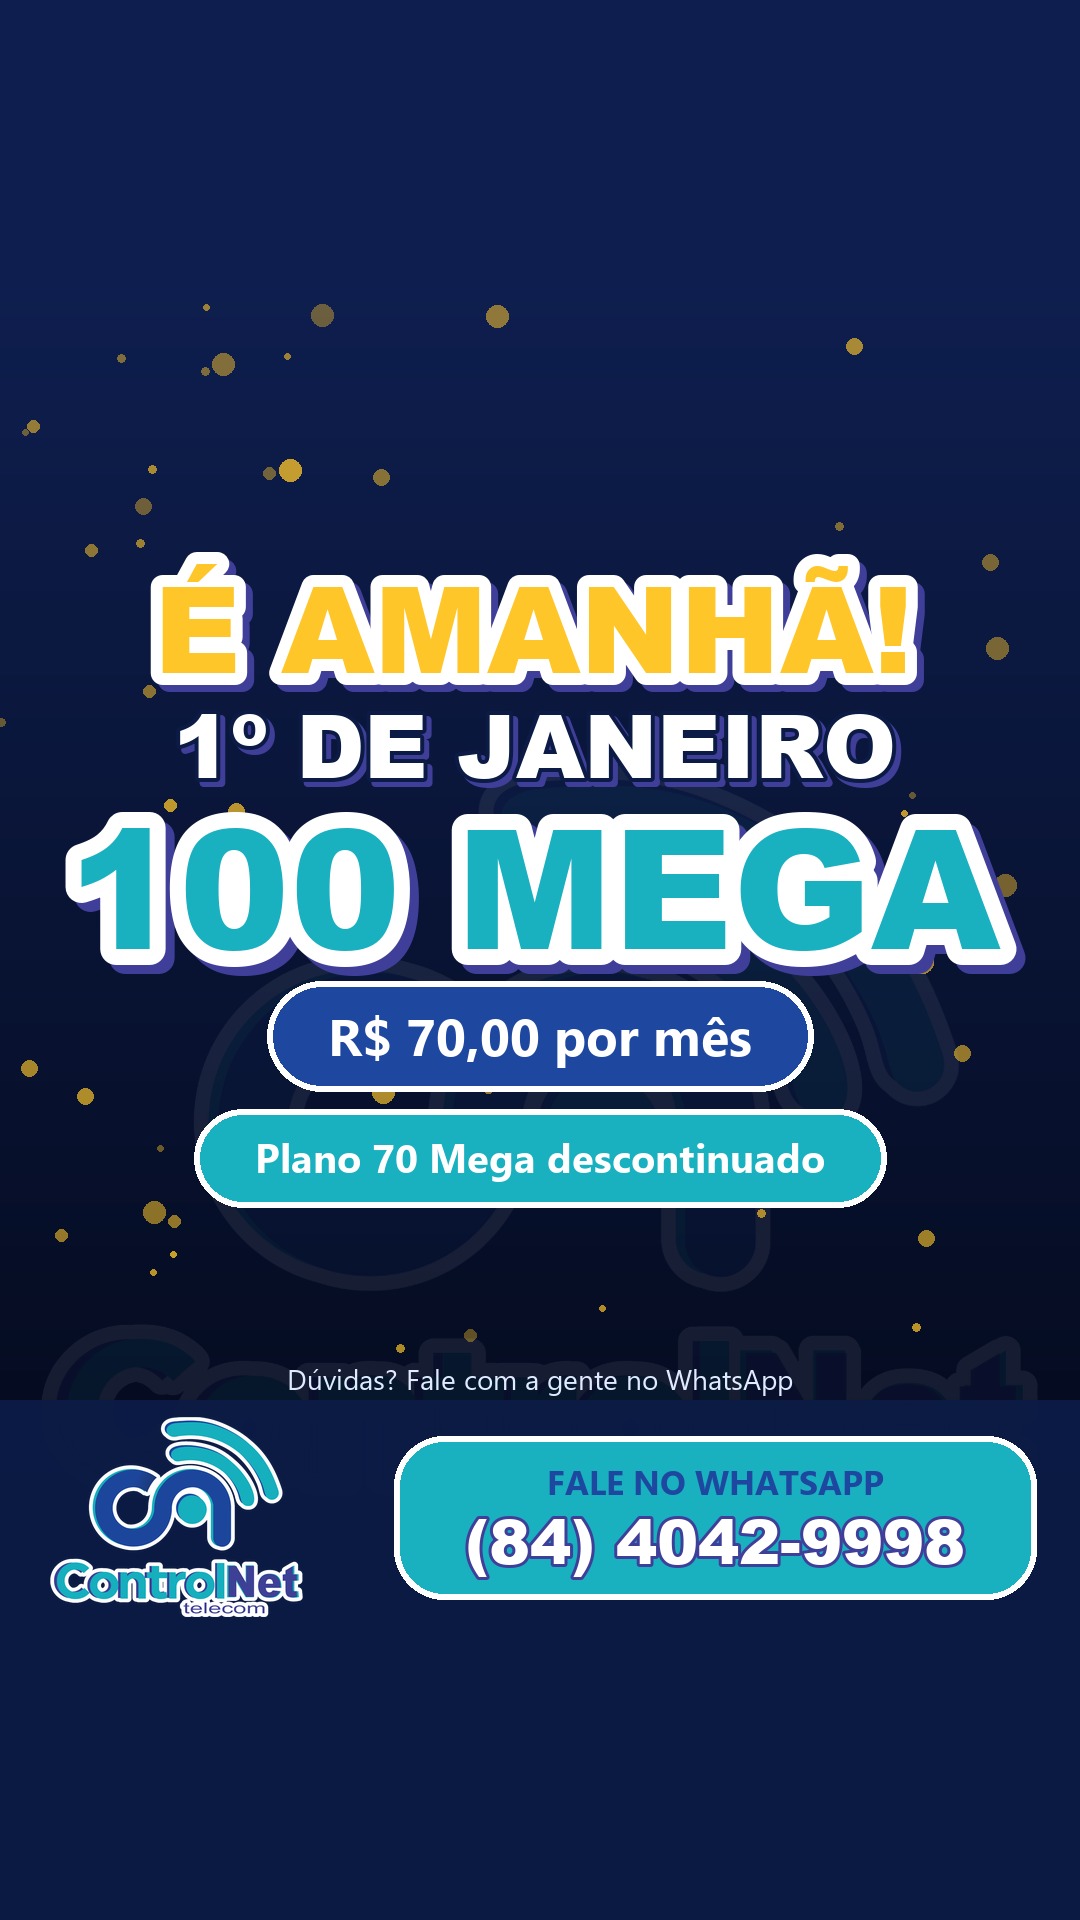 É AMANHÃ!
1º DE JANEIRO
100 MEGA
R$ 70,00 por mês
Plano 70 Mega descontinuado
Dúvidas? Fale com a gente no WhatsApp
ControlNet
telecom
FALE NO WHATSAPP
(84) 4042-9998